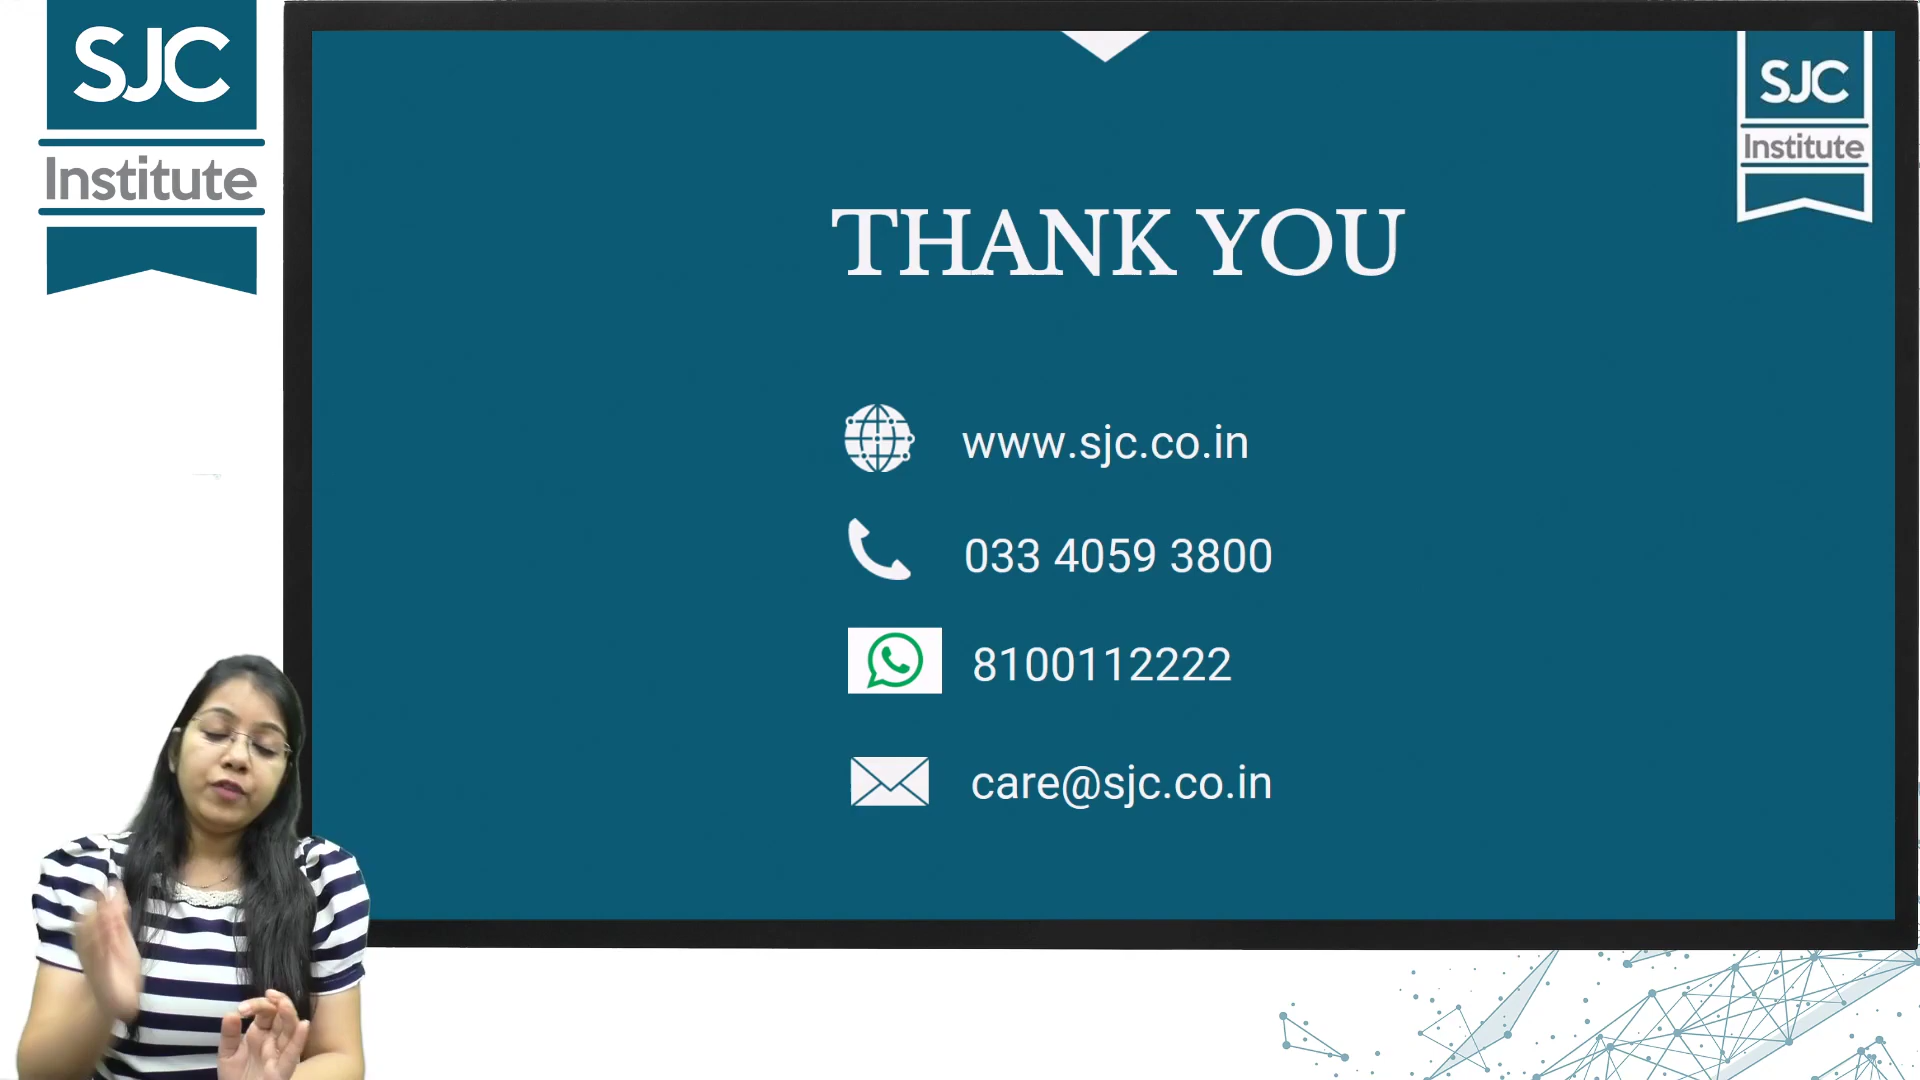 SJC
Institute
SJC
Institute
THANK YOU
www.sjc.co.in
033 4059 3800
8100112222
care@sjc.co.in